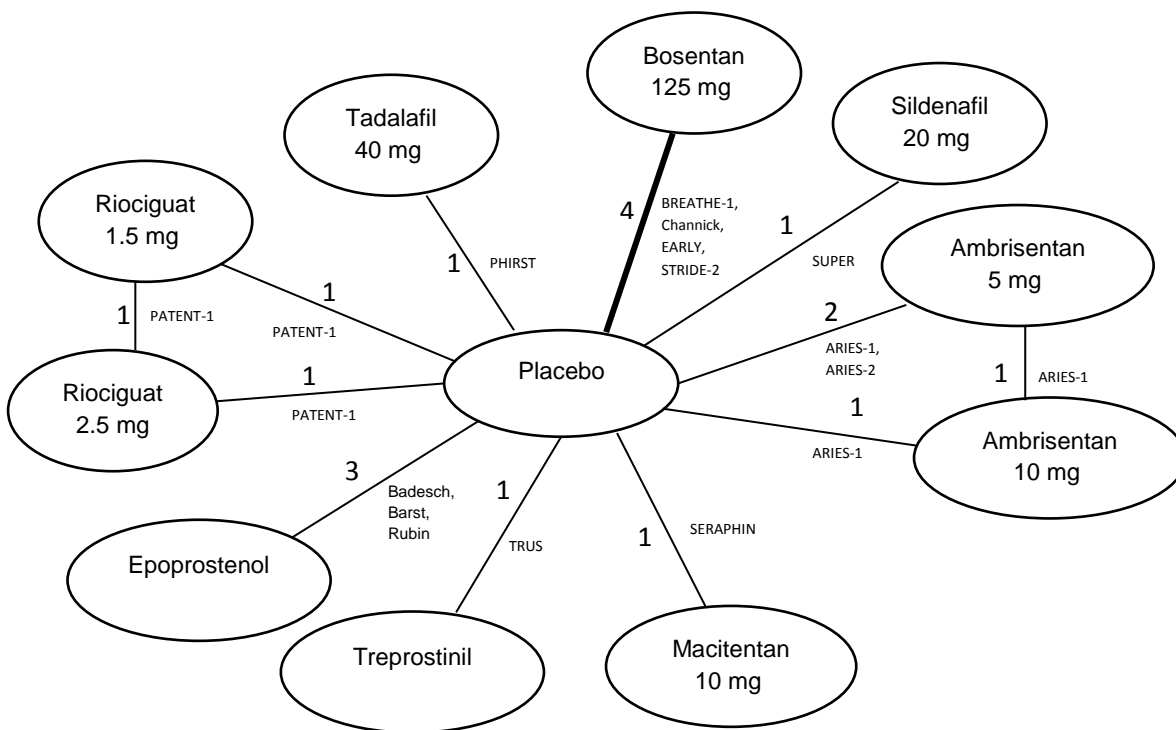 Bosentan
125 mg
Tadalafil
40 mg
Sildenafil
20 mg
Riociguat
1.5 mg
4
BREATHE-1,
Channick,
EARLY,
STRIDE-2
1
SUPER
Ambrisentan
5 mg
1
PHIRST
1
PATENT-1
1
PATENT-1
2
ARIES-1,
ARIES-2
Placebo
Riociguat
2.5 mg
1
PATENT-1
1
ARIES-1
1
ARIES-1
Ambrisentan
10 mg
3
Badesch,
Barst,
Rubin
1
TRUS
1
SERAPHIN
Epoprostenol
Treprostinil
Macitentan
10 mg